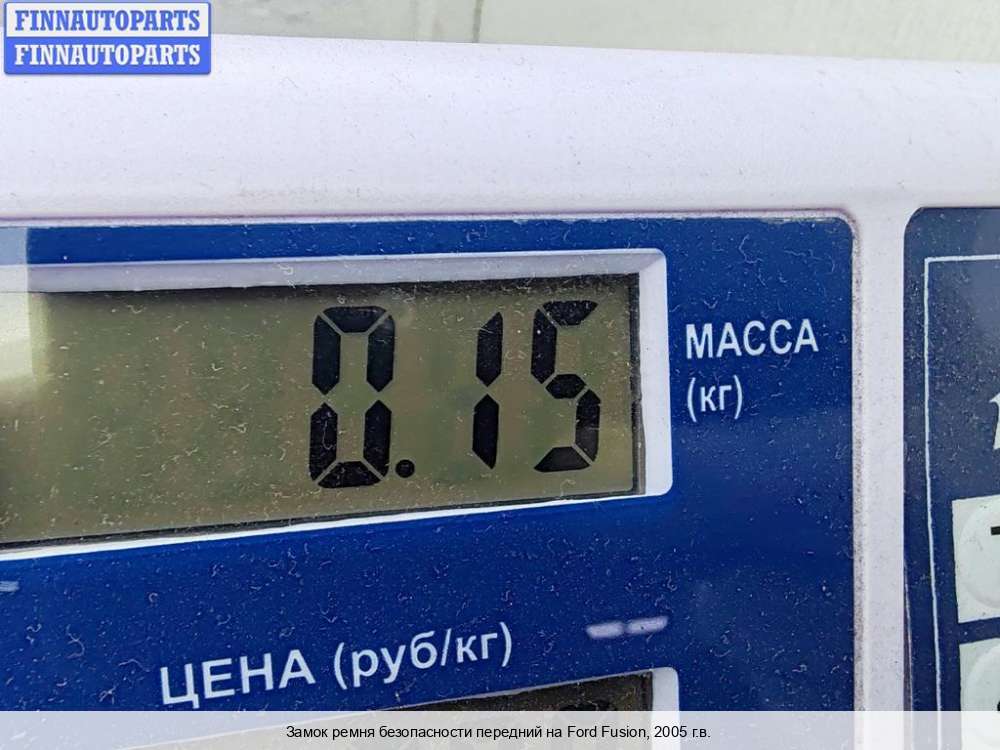 FINNAUTOPARTS
FINNAUTOPARTS
0.15
МАССА
(кг)
ЦЕНА (руб/кг)
Замок ремня безопасности передний на Ford Fusion, 2005 г.в.